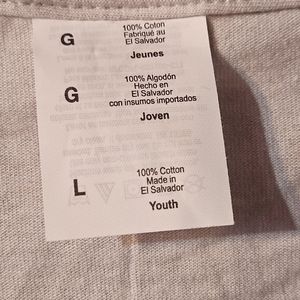 G
100% Coton
Fabriqué au
El Salvador
Jeunes
G
100% Algodón
Hecho en
El Salvador
con insumos importados
Joven
L
100% Cotton
Made in
El Salvador
Youth